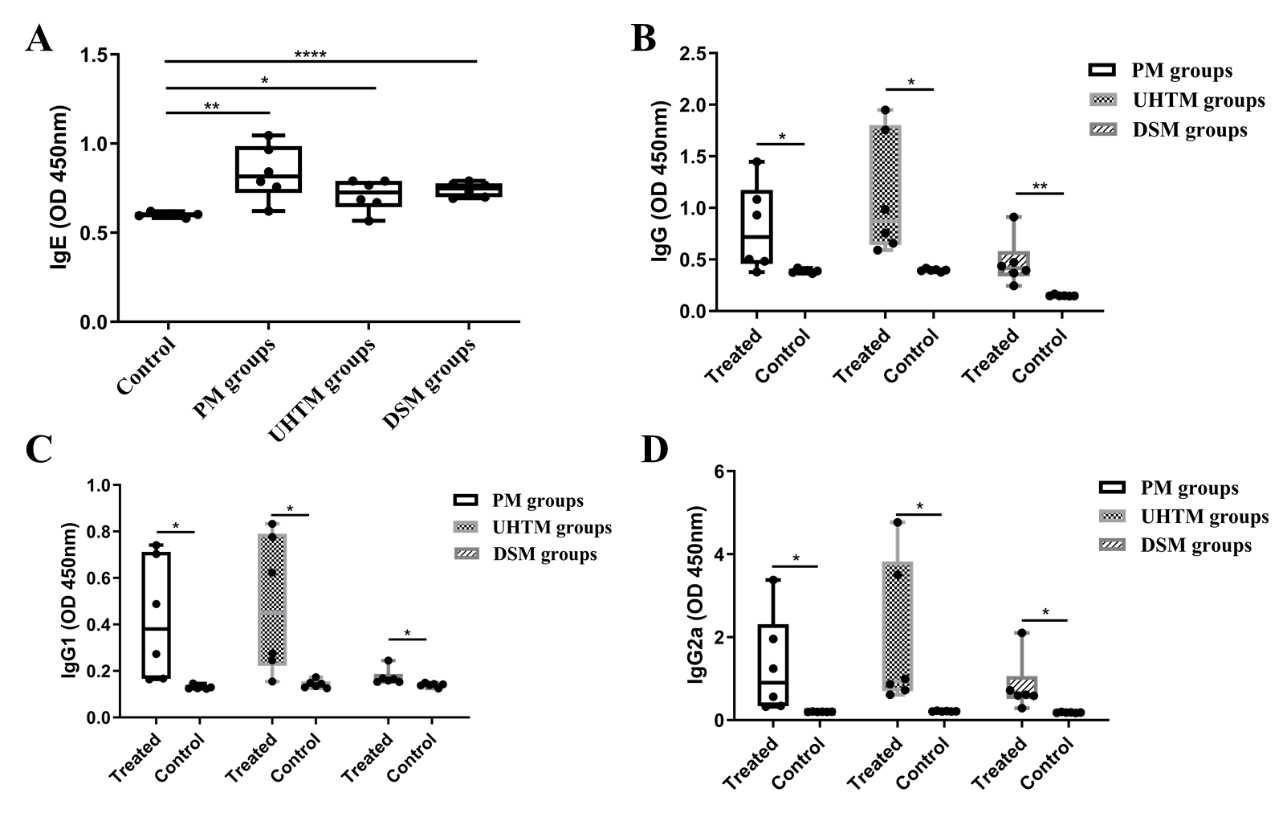 A
IgE (OD 450nm)
1.5
1.0
0.5
0.0
****
*
**
Control
PM groups
UHTM groups
DSM groups
B
IgG (OD 450nm)
2.5
2.0
1.5
1.0
0.5
0.0
*
*
**
Treated
Control
Treated
Control
Treated
Control
PM groups
UHTM groups
DSM groups
C
IgG1 (OD 450nm)
1.0
0.8
0.6
0.4
0.2
0.0
*
*
*
Treated
Control
Treated
Control
Treated
Control
PM groups
UHTM groups
DSM groups
D
IgG2a (OD 450nm)
6
4
2
0
*
*
*
Treated
Control
Treated
Control
Treated
Control
PM groups
UHTM groups
DSM groups